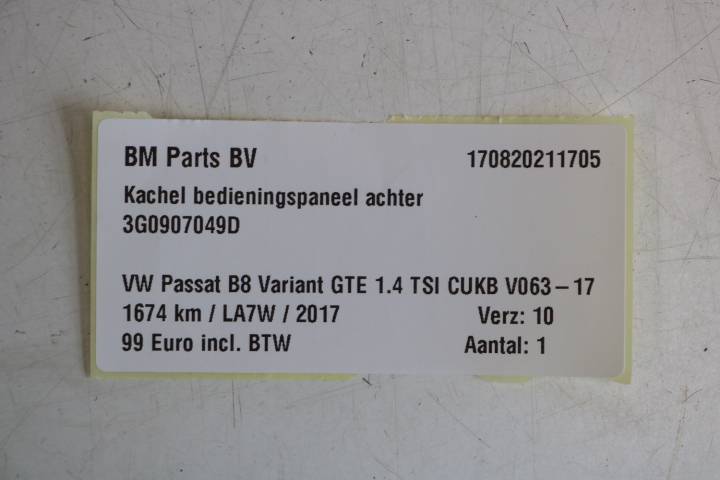 BM Parts BV 170820211705
Kachel bedieningspaneel achter
3G0907049D
VW Passat B8 Variant GTE 1.4 TSI CUKB V063-17
1674 km / LA7W / 2017 Verz: 10
99 Euro incl. BTW Aantal: 1